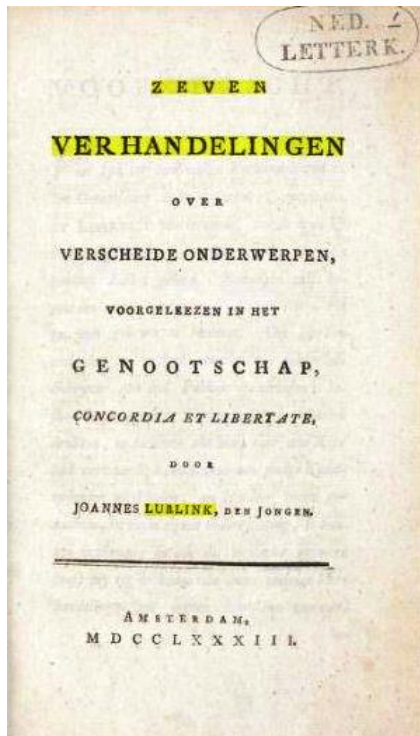 NED. 1
LETTERK.
ZEVEN
VERHANDELINGEN
OVER
VERSCHEIDE ONDERWERPEN,
VOORGELEEZEN IN HET
GENOOTSCHAP,
CONCORDIA ET LIBERTATE,
DOOR
JOANNES LUBLINK, DEN JONGEN.
AMSTERDAM,
MDCCLXXXIII.